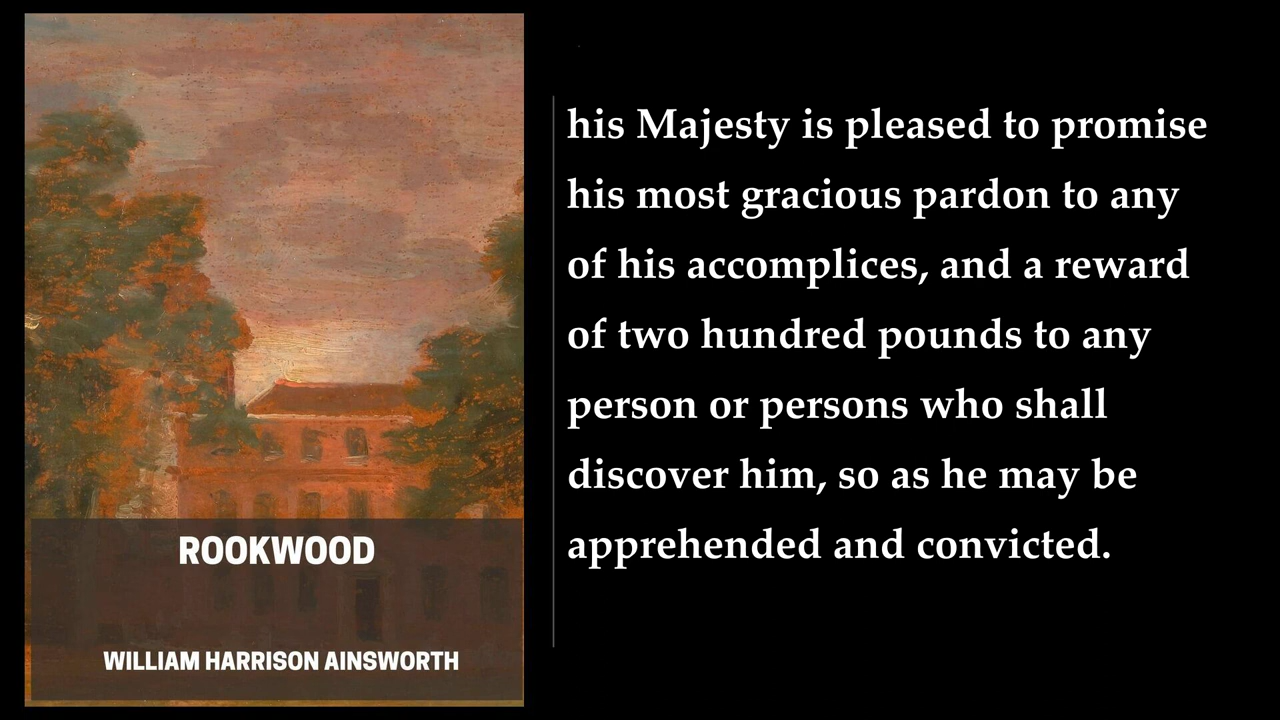 ROOKWOOD
WILLIAM HARRISON AINSWORTH
his Majesty is pleased to promise
his most gracious pardon to any
of his accomplices, and a reward
of two hundred pounds to any
person or persons who shall
discover him, so as he may be
apprehended and convicted.